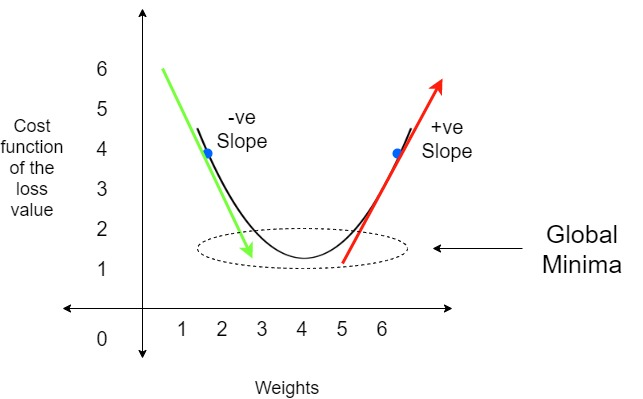 6
5
4
3
2
1
0
Cost
function
of the
loss
value
-ve
Slope
+ve
Slope
Global
Minima
1 2 3 4 5 6
Weights